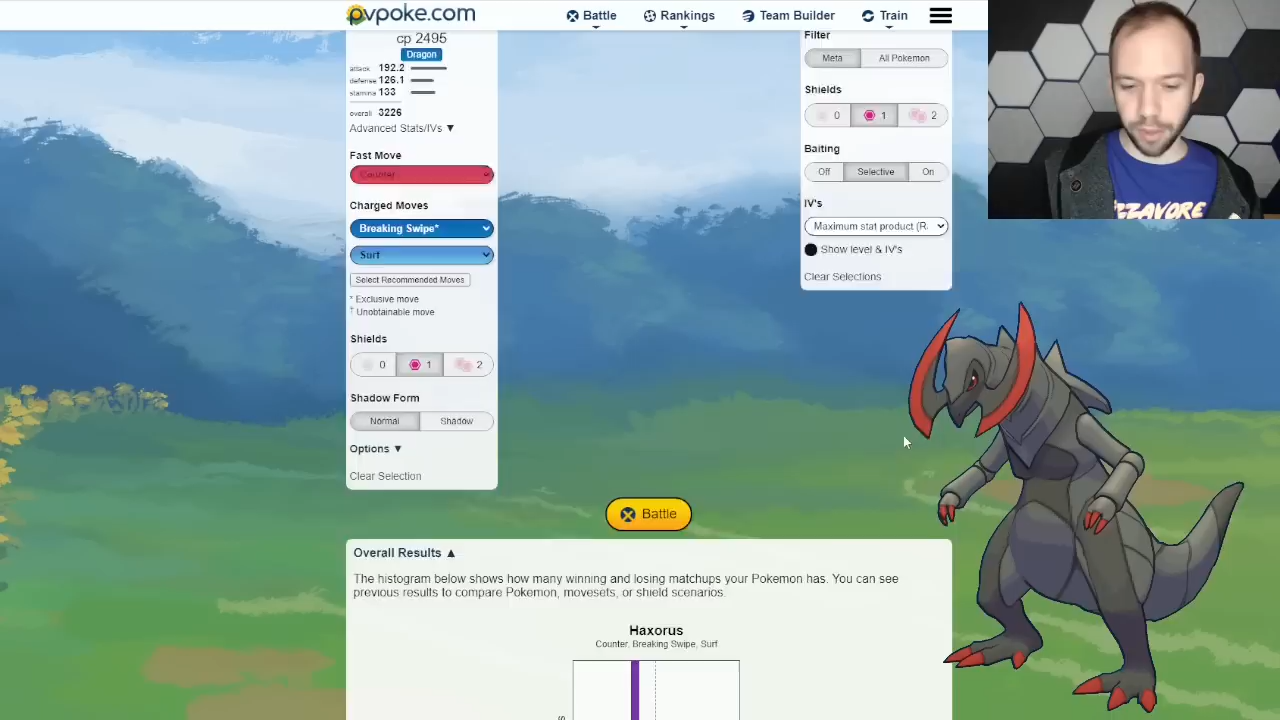 pvpoke.com
Battle
Rankings
Team Builder
Train
cp 2495
Dragon
attack 192.2
defense 126.1
stamina 133
overall 3226
Advanced Stats/IVs ▼
Fast Move
Counter
Charged Moves
Breaking Swipe*
Surf
Select Recommended Moves
* Exclusive move
† Unobtainable move
Shields
0 1 2
Shadow Form
Normal Shadow
Options ▼
Clear Selection
Filter
Meta All Pokemon
Shields
0 1 2
Baiting
Off Selective On
IV's
Maximum stat product (R
Show level & IV's
Clear Selections
ZZAVORE
Battle
Overall Results ▲
The histogram below shows how many winning and losing matchups your Pokemon has. You can see
previous results to compare Pokemon, movesets, or shield scenarios.
Haxorus
Counter, Breaking Swipe, Surf